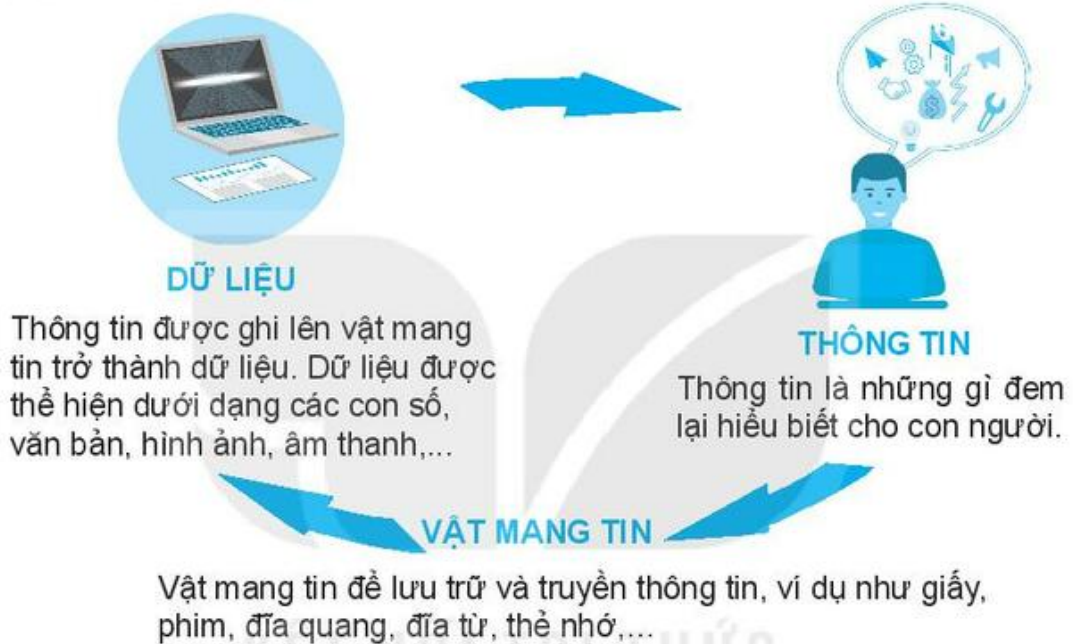 DỮ LIỆU
Thông tin được ghi lên vật mang
tin trở thành dữ liệu. Dữ liệu được
thể hiện dưới dạng các con số,
văn bản, hình ảnh, âm thanh,...
THÔNG TIN
Thông tin là những gì đem
lại hiểu biết cho con người.
VẬT MANG TIN
Vật mang tin để lưu trữ và truyền thông tin, ví dụ như giấy,
phim, đĩa quang, đĩa từ, thẻ nhớ,...